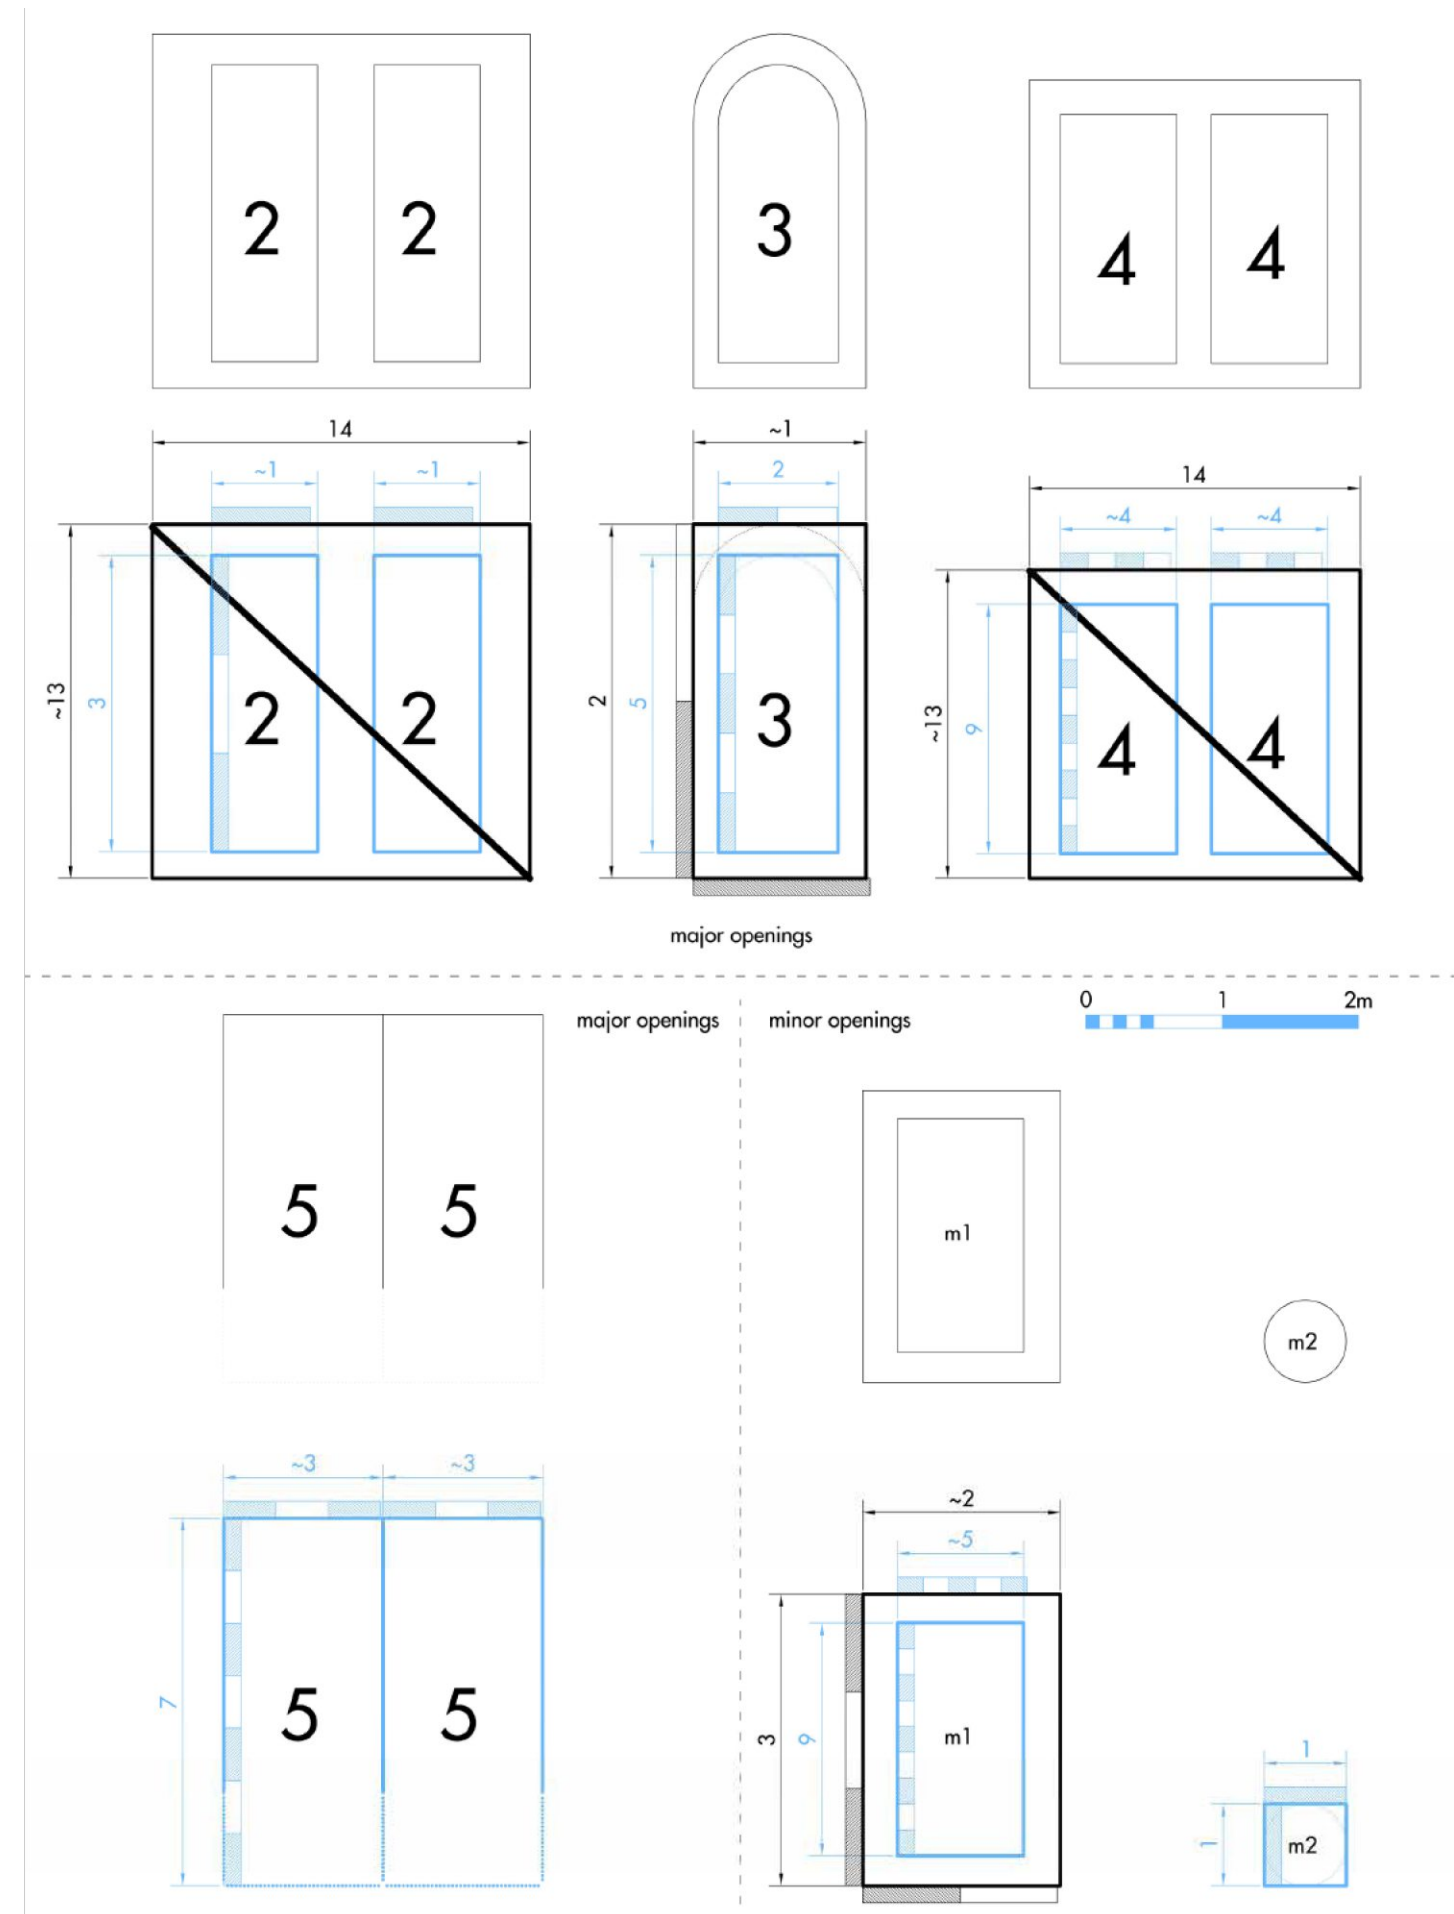 2 2 3 4 4
14 ~1
~1 ~1 2 14
~4 ~4
~13 3 2 2 2 5 3 ~13 9 4 4
major openings
major openings minor openings 0 1 2m
5 5 m1
m2
~3 ~3
~2
~5
7 5 5 3 9 m1
1
1 m2